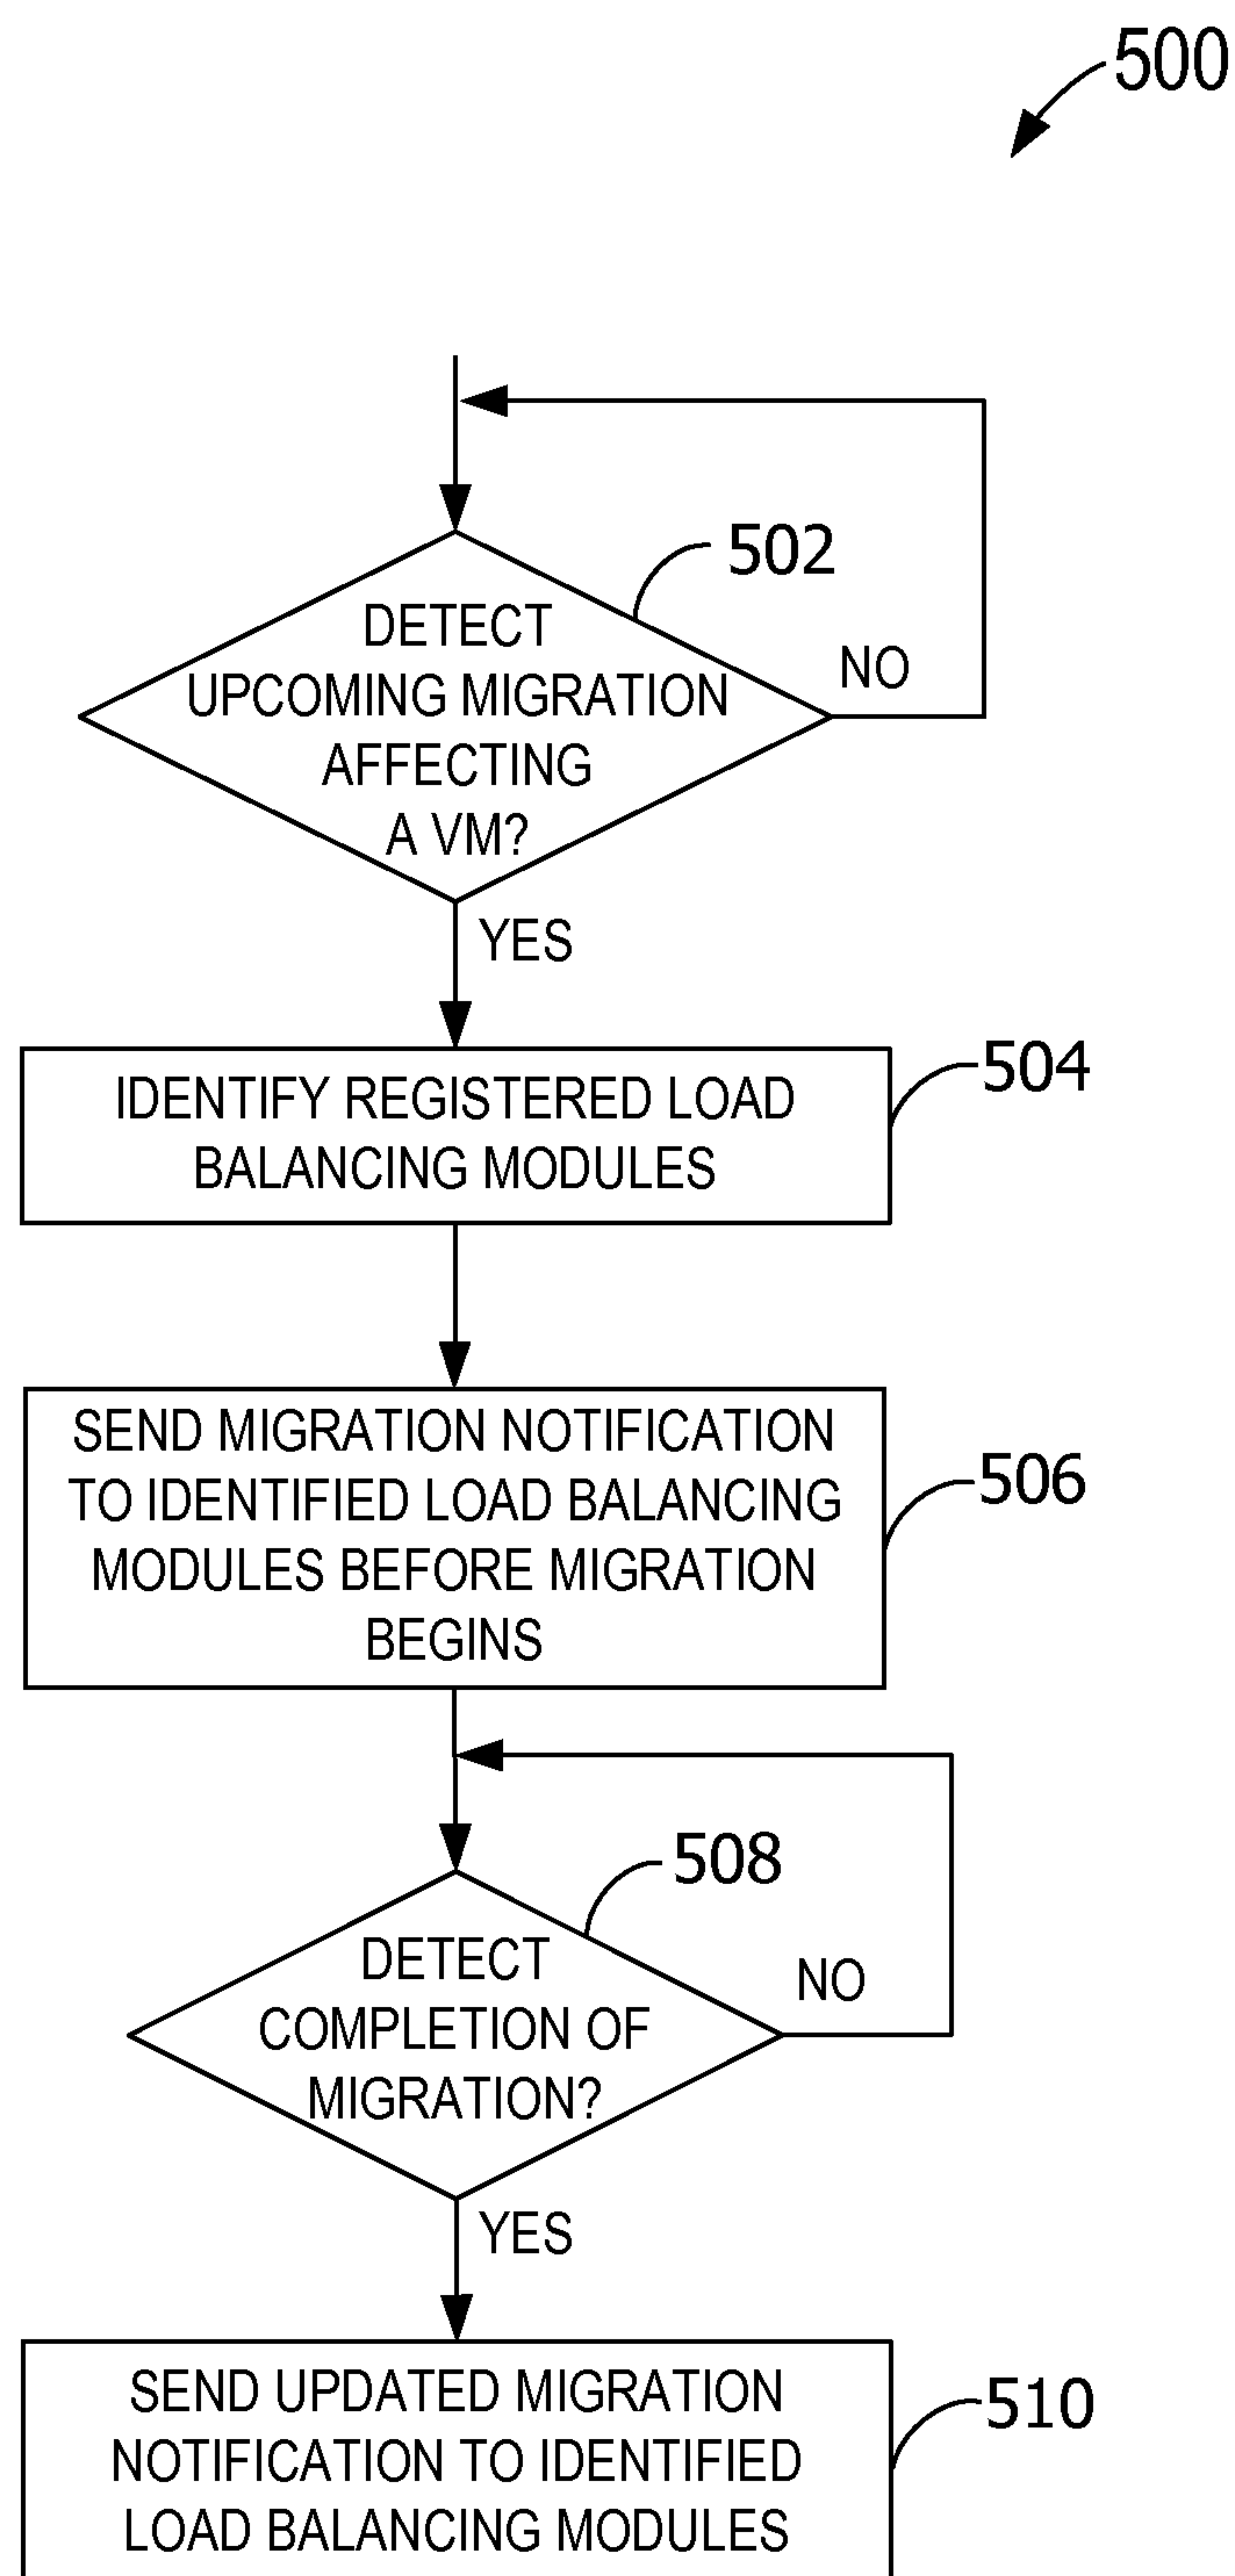 500
502
DETECT
UPCOMING MIGRATION
AFFECTING
A VM?
NO
YES
504
IDENTIFY REGISTERED LOAD
BALANCING MODULES
SEND MIGRATION NOTIFICATION
TO IDENTIFIED LOAD BALANCING
MODULES BEFORE MIGRATION
BEGINS
506
508
DETECT
COMPLETION OF
MIGRATION?
NO
YES
SEND UPDATED MIGRATION
NOTIFICATION TO IDENTIFIED
LOAD BALANCING MODULES
510